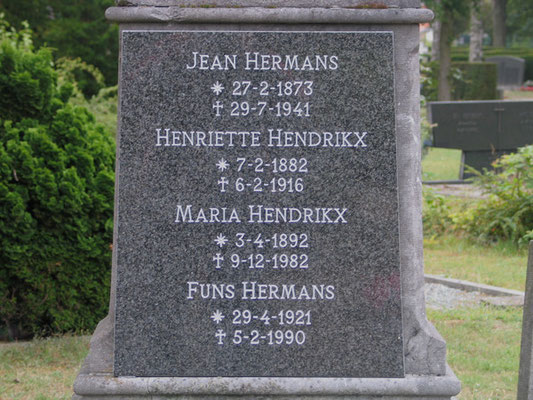 JEAN HERMANS
* 27-2-1873
† 29-7-1941
HENRIETTE HENDRIKX
* 7-2-1882
† 6-2-1916
MARIA HENDRIKX
* 3-4-1892
† 9-12-1982
FUNS HERMANS
* 29-4-1921
† 5-2-1990